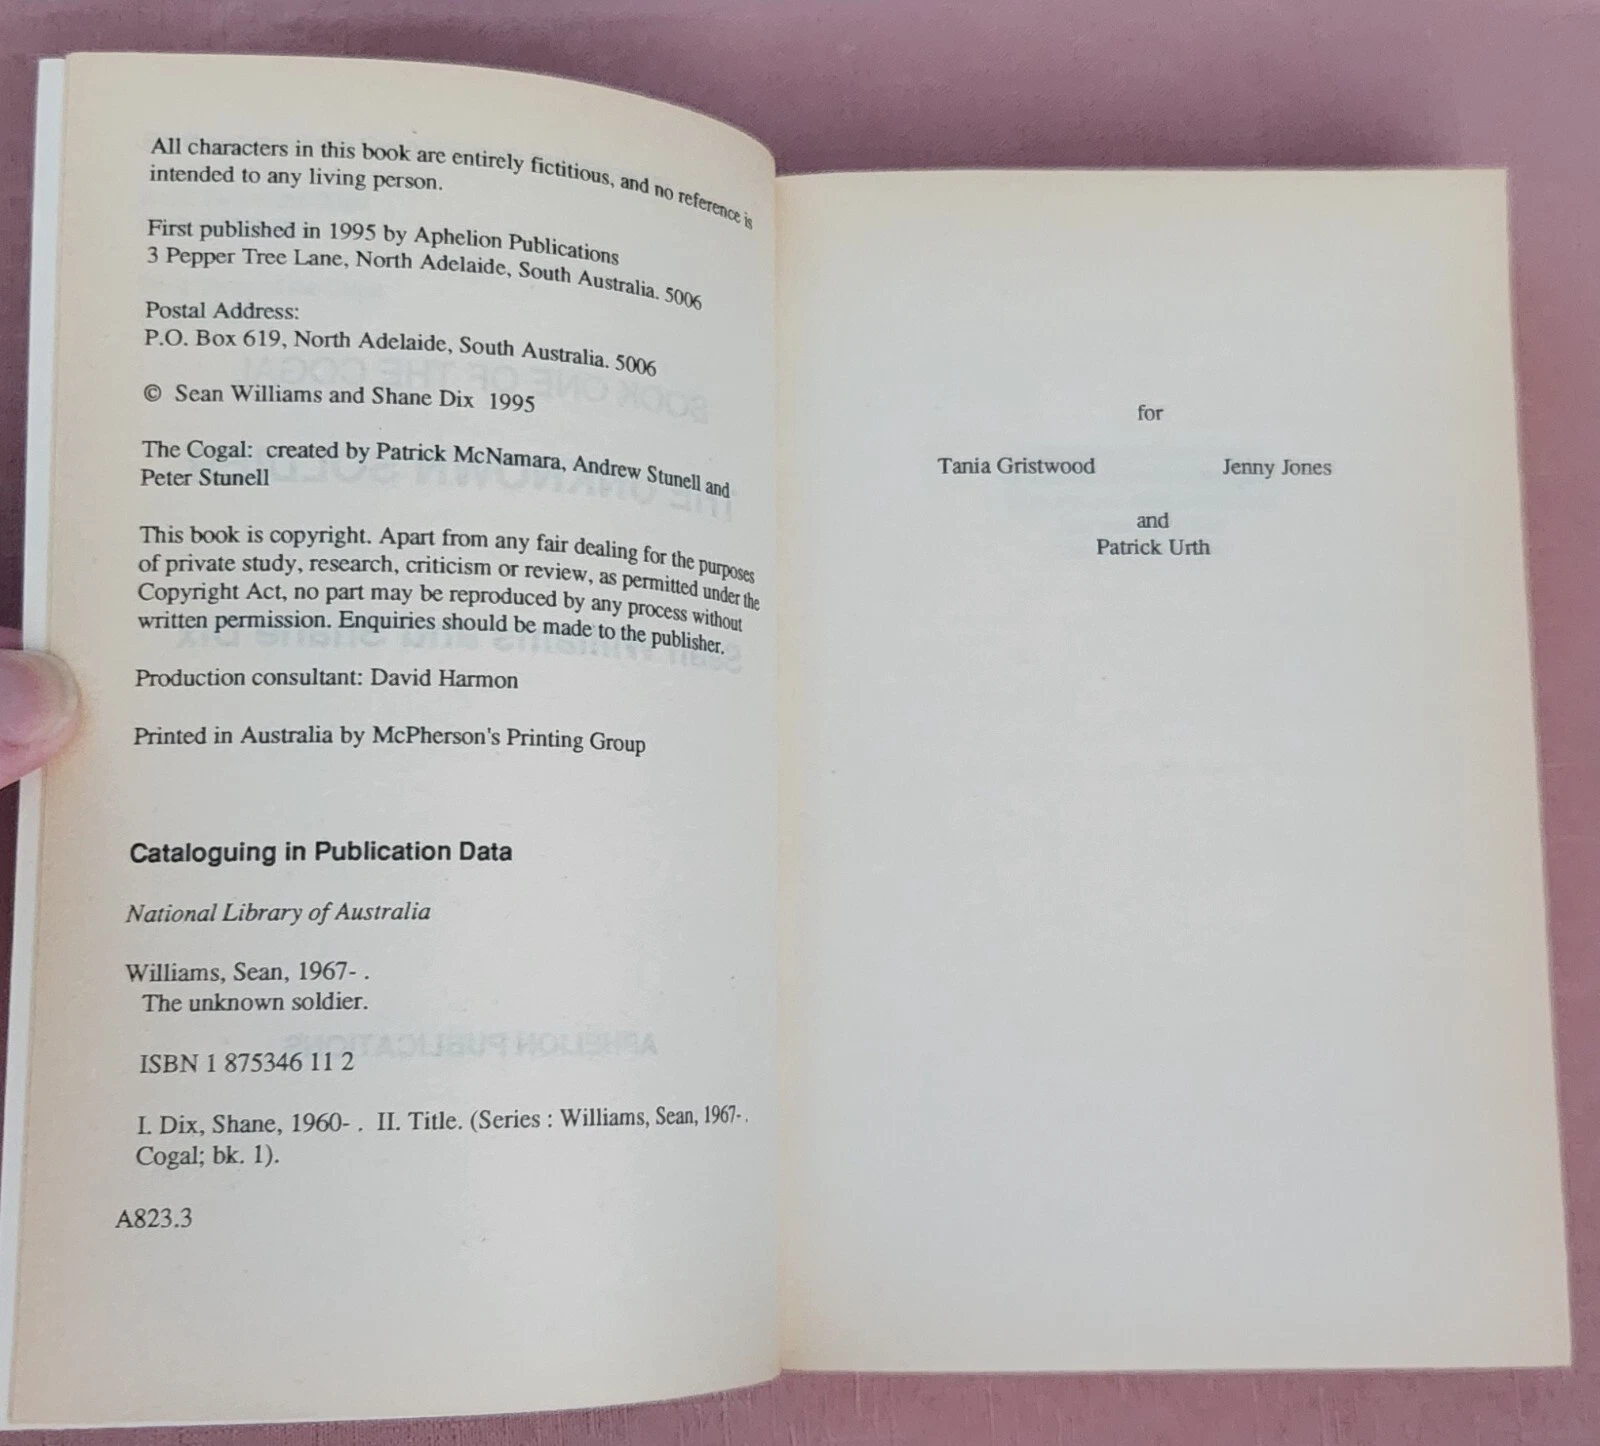 All characters in this book are entirely fictitious, and no reference is
intended to any living person.
First published in 1995 by Aphelion Publications
3 Pepper Tree Lane, North Adelaide, South Australia. 5006
Postal Address:
P.O. Box 619, North Adelaide, South Australia. 5006
© Sean Williams and Shane Dix 1995
The Cogal: created by Patrick McNamara, Andrew Stunell and
Peter Stunell
This book is copyright. Apart from any fair dealing for the purposes
of private study, research, criticism or review, as permitted under the
Copyright Act, no part may be reproduced by any process without
written permission. Enquiries should be made to the publisher.
Production consultant: David Harmon
Printed in Australia by McPherson's Printing Group
Cataloguing in Publication Data
National Library of Australia
Williams, Sean, 1967- .
The unknown soldier.
ISBN 1 875346 11 2
I. Dix, Shane, 1960- . II. Title. (Series : Williams, Sean, 1967- .
Cogal; bk. 1).
A823.3
for
Tania Gristwood Jenny Jones
and
Patrick Urth